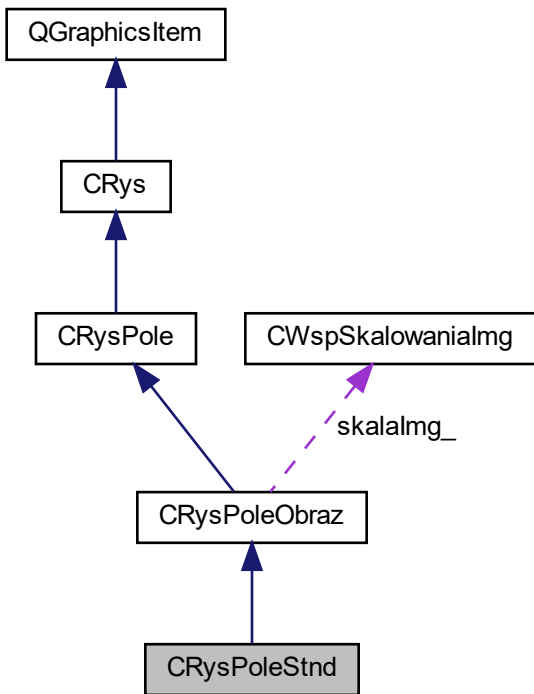 QGraphicsItem
CRys
CRysPole
CWspSkalowaniaImg
skalaImg_
CRysPoleObraz
CRysPoleStnd